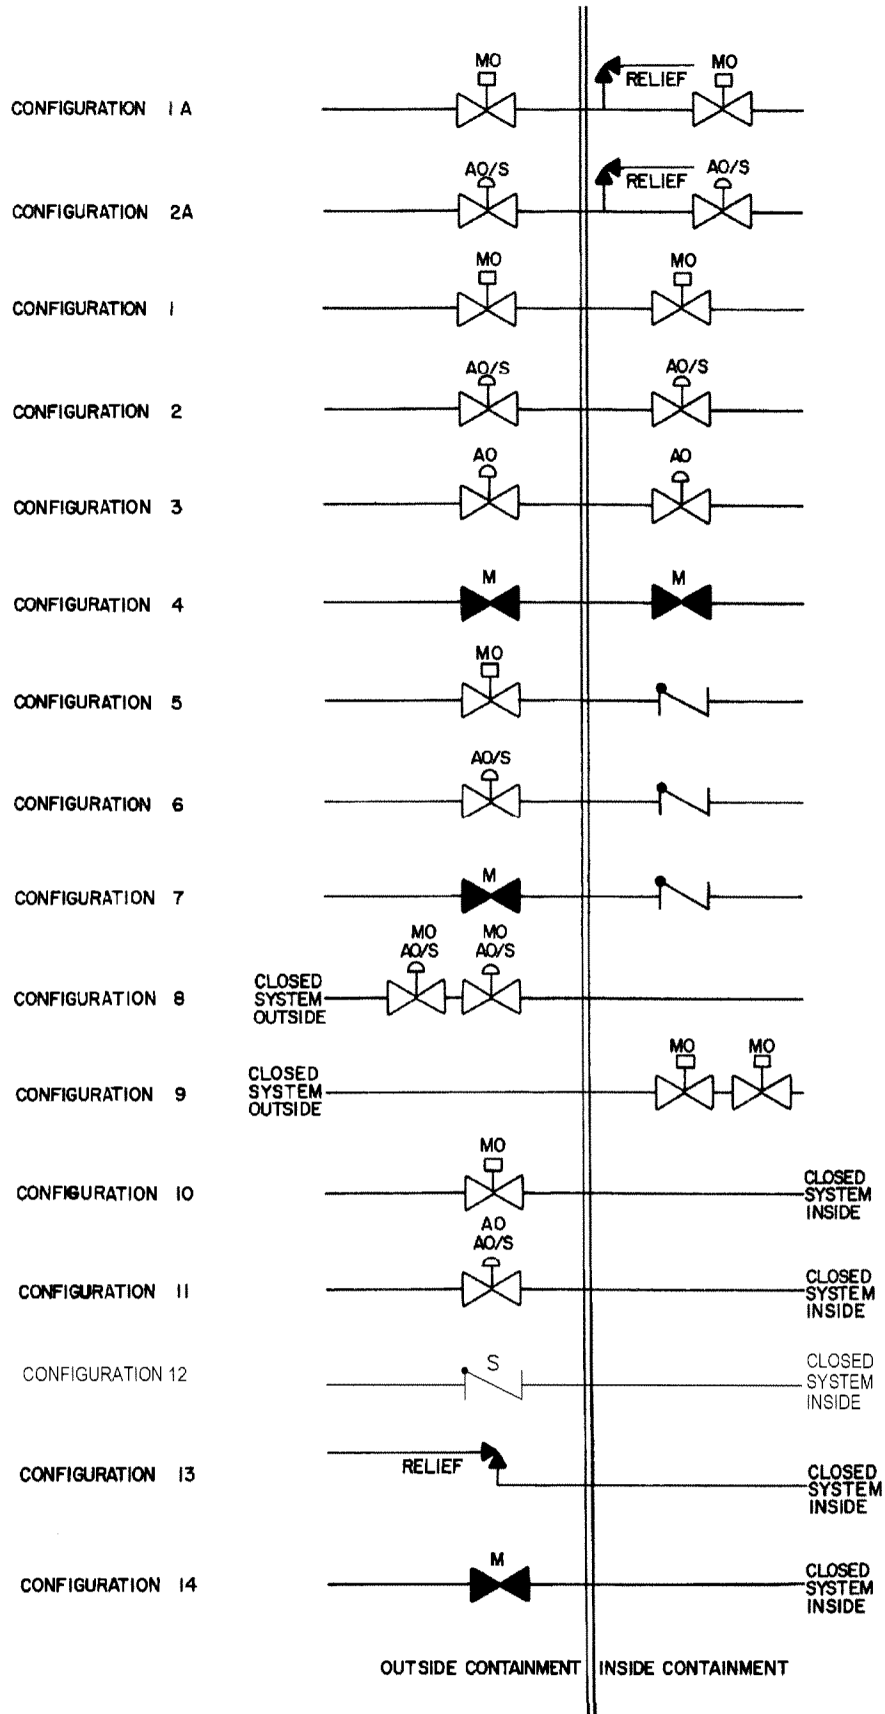 MO
MO
RELIEF
CONFIGURATION 1A
AO/S
AO/S
RELIEF
CONFIGURATION 2A
MO
MO
CONFIGURATION 1
AO/S
AO/S
CONFIGURATION 2
AO
AO
CONFIGURATION 3
M
M
CONFIGURATION 4
MO
CONFIGURATION 5
AO/S
CONFIGURATION 6
M
CONFIGURATION 7
MO
AO/S
MO
AO/S
CONFIGURATION 8
CLOSED
SYSTEM
OUTSIDE
MO
MO
CONFIGURATION 9
CLOSED
SYSTEM
OUTSIDE
MO
CONFIGURATION 10
CLOSED
SYSTEM
INSIDE
AO
AO/S
CONFIGURATION 11
CLOSED
SYSTEM
INSIDE
CONFIGURATION 12
S
CLOSED
SYSTEM
INSIDE
CONFIGURATION 13
RELIEF
CLOSED
SYSTEM
INSIDE
M
CONFIGURATION 14
CLOSED
SYSTEM
INSIDE
OUTSIDE CONTAINMENT
INSIDE CONTAINMENT